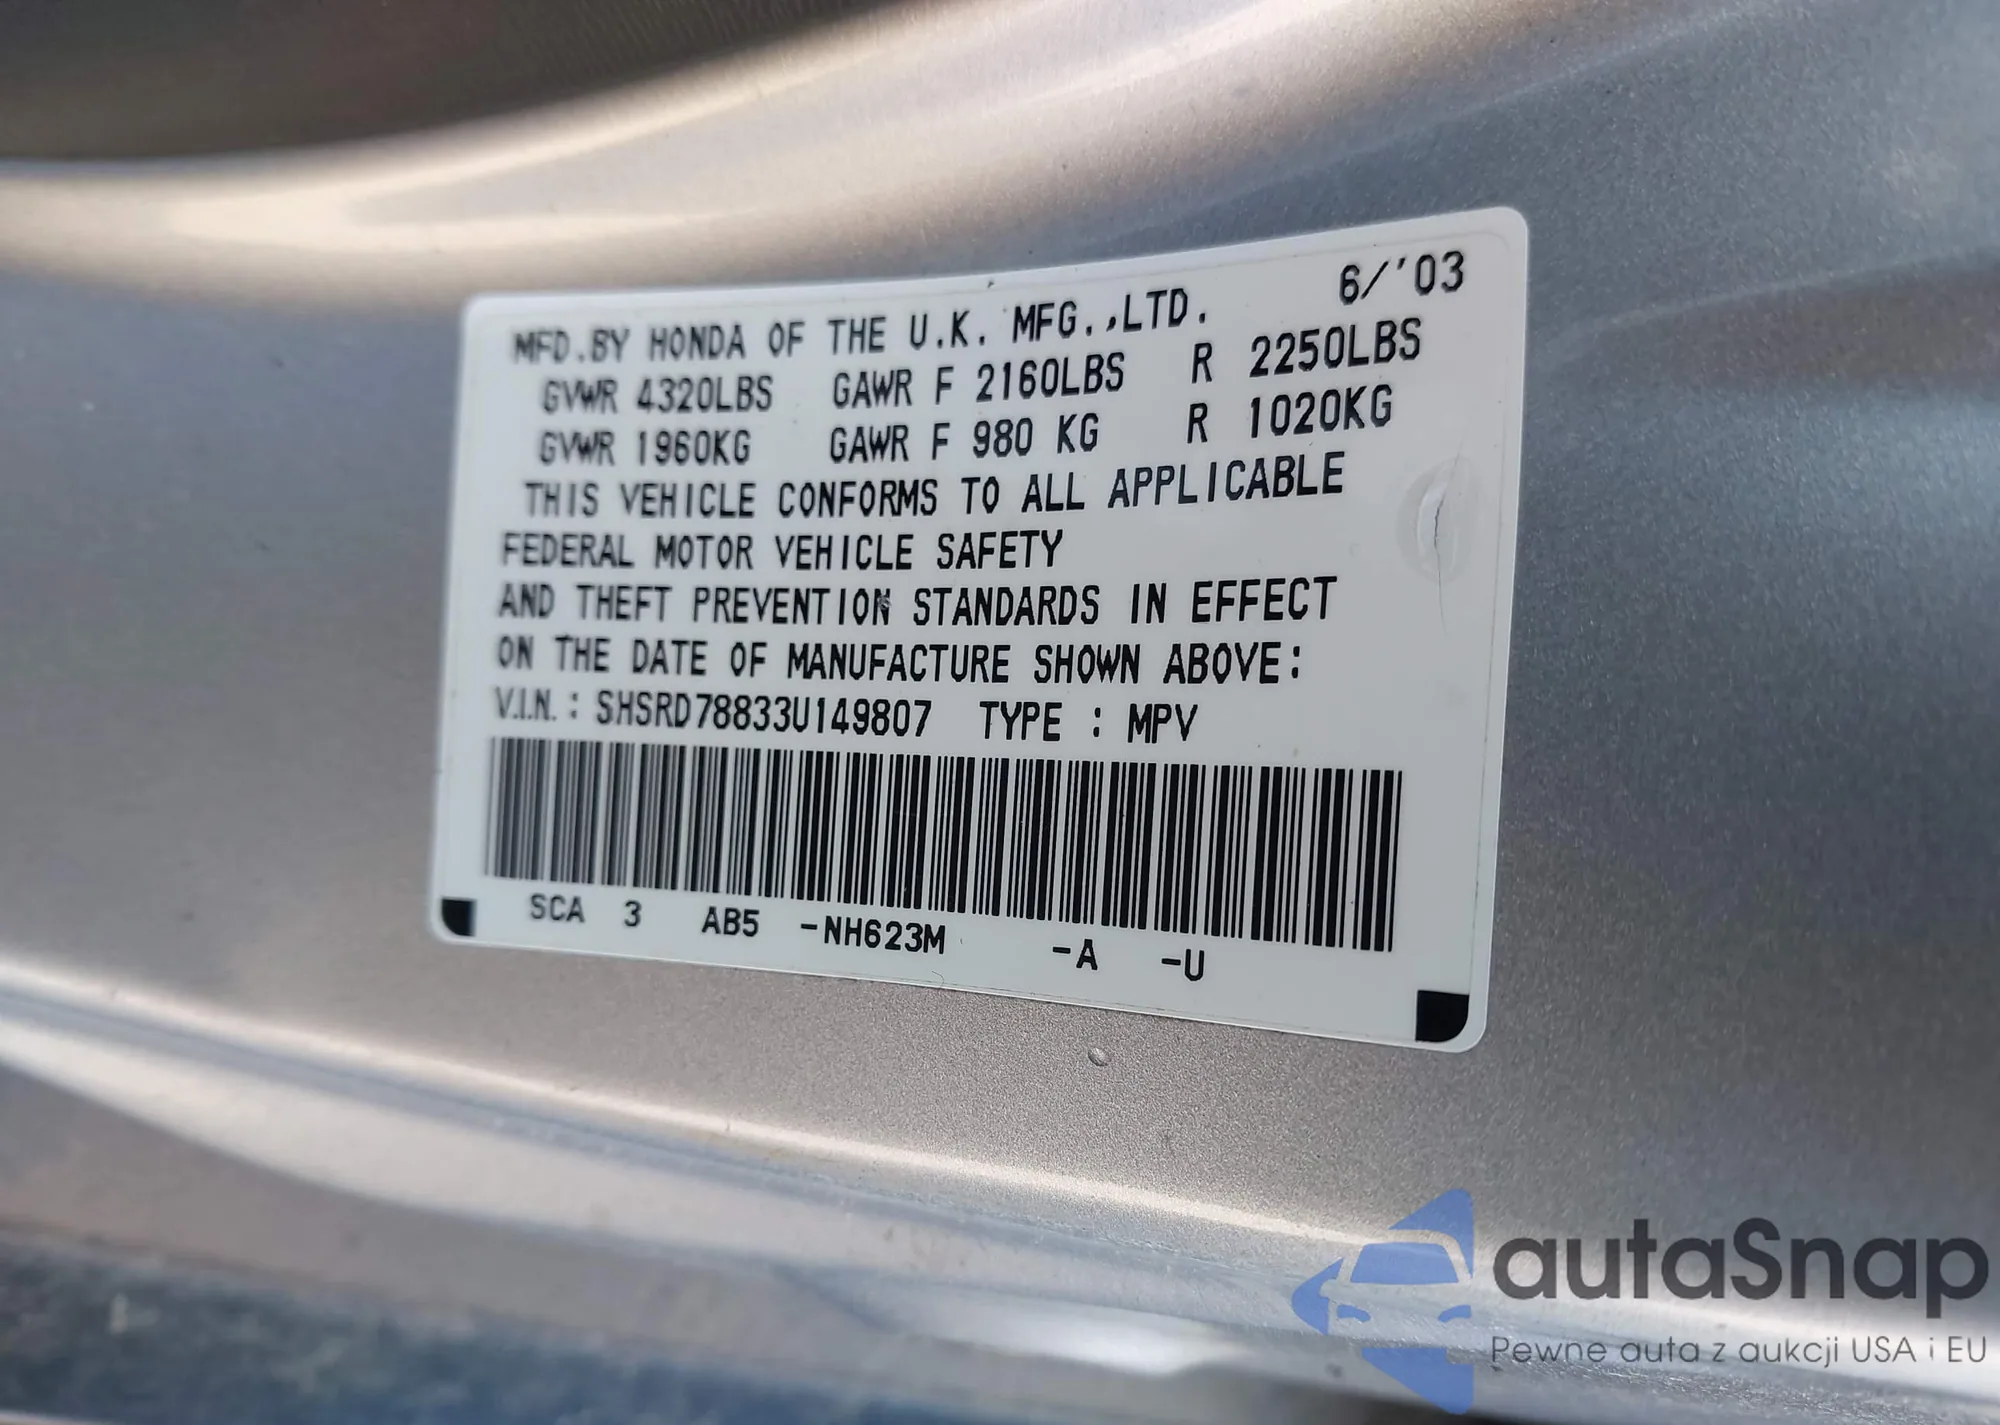 6/'03
MFD.BY HONDA OF THE U.K. MFG.,LTD.
GVWR 4320LBS GAWR F 2160LBS R 2250LBS
GVWR 1960KG GAWR F 980 KG R 1020KG
THIS VEHICLE CONFORMS TO ALL APPLICABLE
FEDERAL MOTOR VEHICLE SAFETY
AND THEFT PREVENTION STANDARDS IN EFFECT
ON THE DATE OF MANUFACTURE SHOWN ABOVE:
V.I.N.: SHSRD78833U149807 TYPE : MPV
SCA 3 AB5 -NH623M -A -U
autaSnap
Pewne auta z aukcji USA i EU